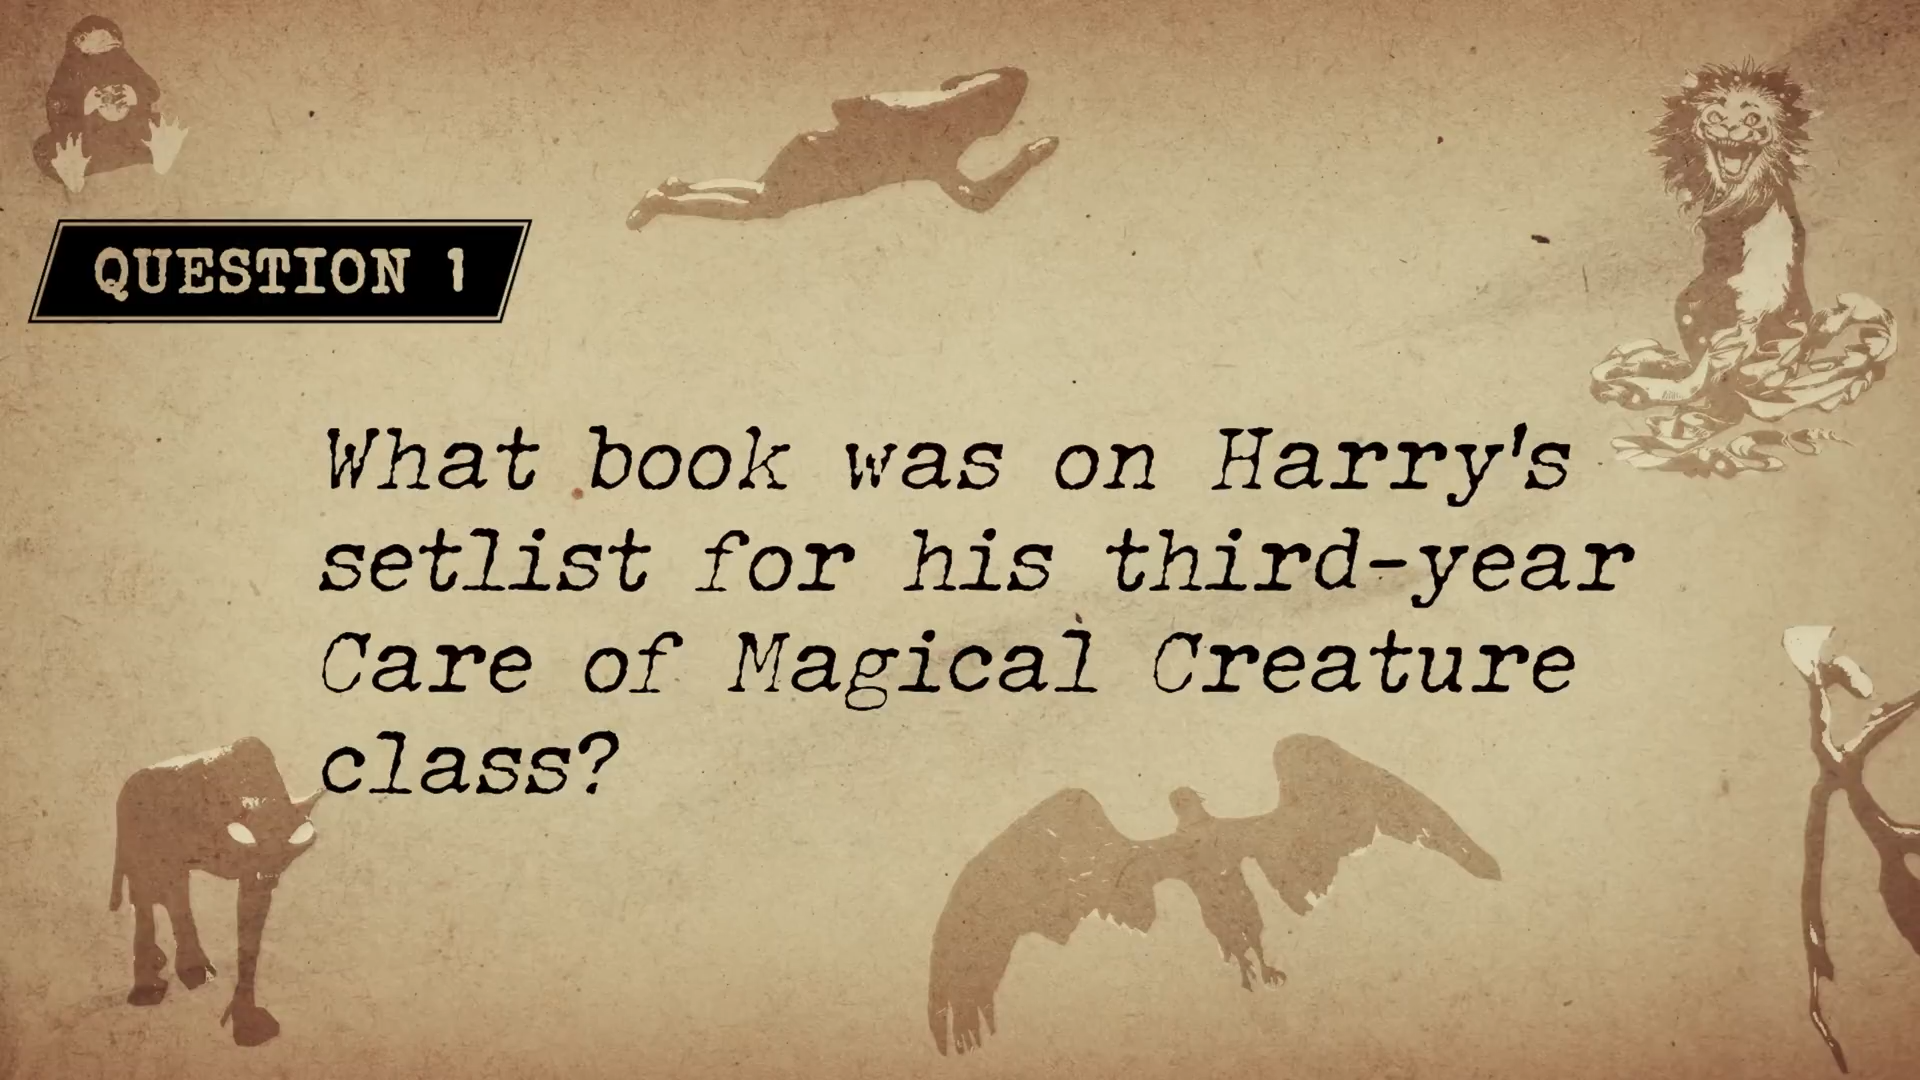 QUESTION 1
What book was on Harry's
setlist for his third-year
Care of Magical Creature
class?